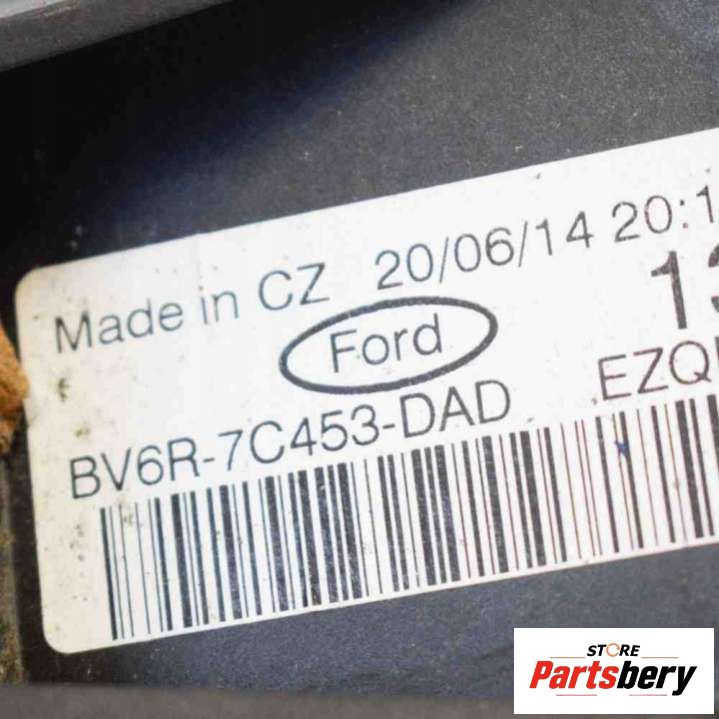 Made in CZ 20/06/14 20:1
13
Ford
BV6R-7C453-DAD EZQ
STORE
Partsbery